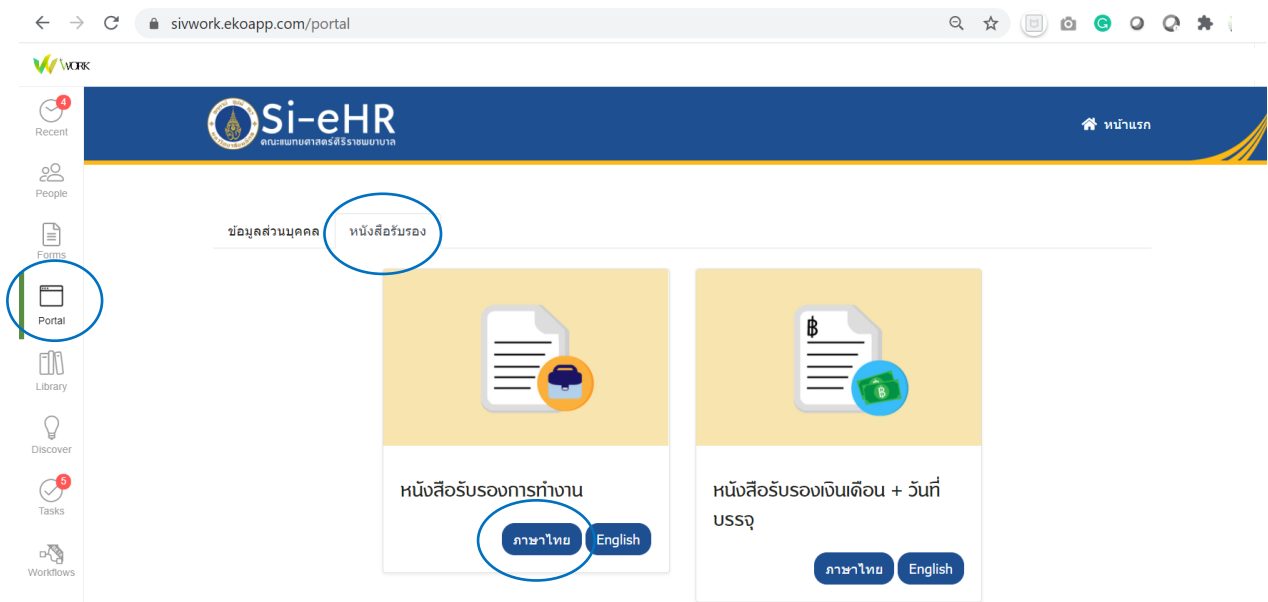 sivwork.ekoapp.com/portal
WORK
4
Recent
People
Forms
Portal
Library
Discover
5
Tasks
Workflows
Si-eHR
คณะแพทยศาสตร์ศิริราชพยาบาล
หน้าแรก
ข้อมูลส่วนบุคคล หนังสือรับรอง
หนังสือรับรองการทำงาน
ภาษาไทย English
฿
฿
หนังสือรับรองเงินเดือน + วันที่
บรรจุ
ภาษาไทย English